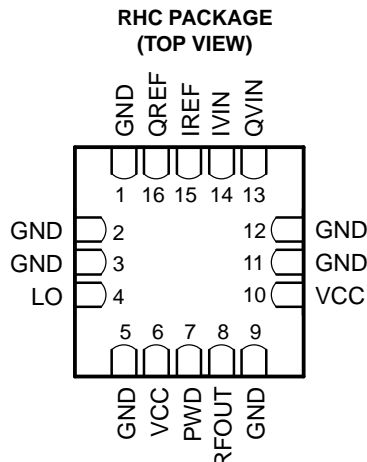 RHC PACKAGE
(TOP VIEW)
GND QREF IREF IVIN QVIN
1 16 15 14 13
GND 2 12 GND
GND 3 11 GND
LO 4 10 VCC
5 6 7 8 9
GND VCC PWD RFOUT GND